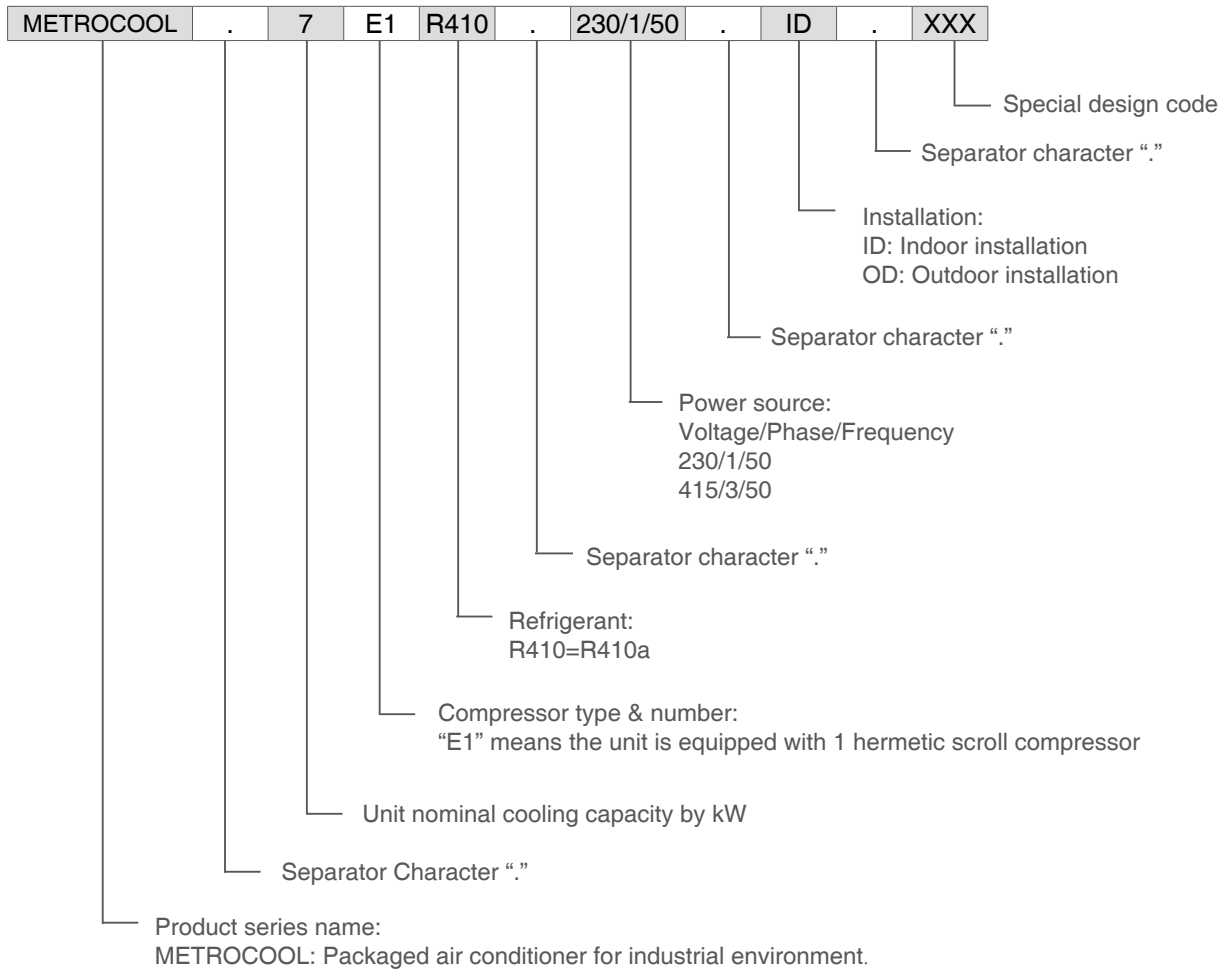 METROCOOL . 7 E1 R410 . 230/1/50 . ID . XXX
Special design code
Separator character “.”
Installation:
ID: Indoor installation
OD: Outdoor installation
Separator character “.”
Power source:
Voltage/Phase/Frequency
230/1/50
415/3/50
Separator character “.”
Refrigerant:
R410=R410a
Compressor type & number:
“E1” means the unit is equipped with 1 hermetic scroll compressor
Unit nominal cooling capacity by kW
Separator Character “.”
Product series name:
METROCOOL: Packaged air conditioner for industrial environment.